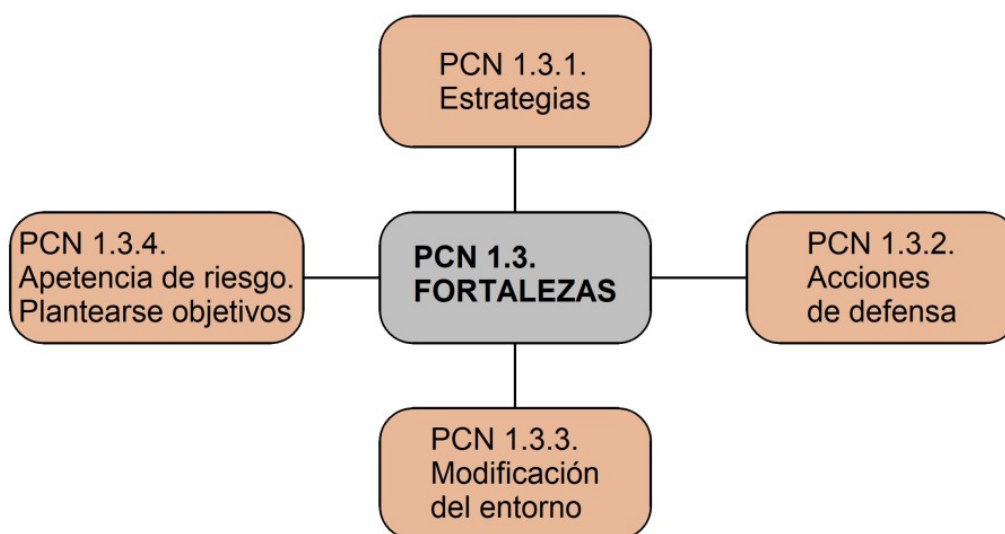 PCN 1.3.1.
Estrategias
PCN 1.3.4.
Apetencia de riesgo.
Plantearse objetivos
PCN 1.3.
FORTALEZAS
PCN 1.3.2.
Acciones
de defensa
PCN 1.3.3.
Modificación
del entorno